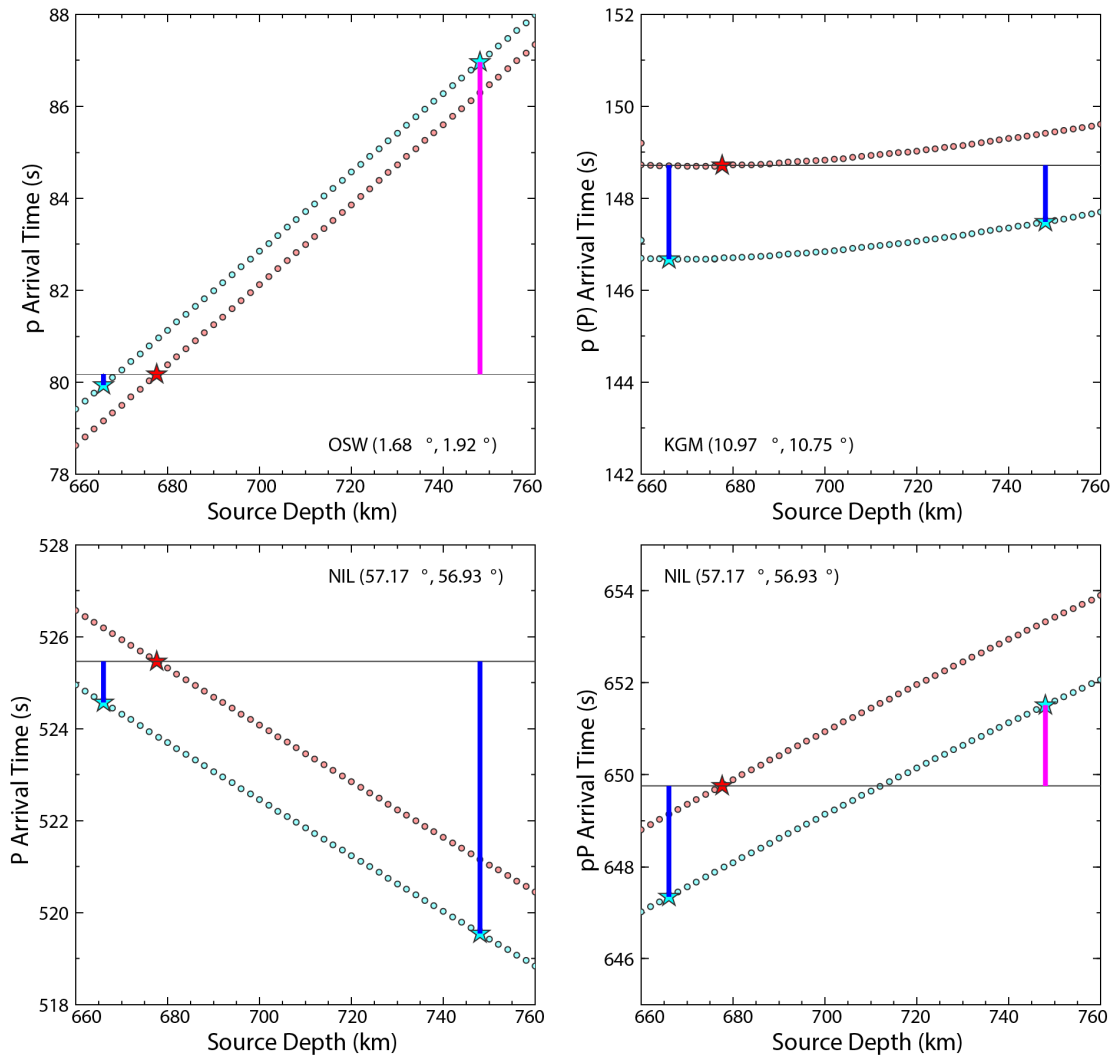 88
86
84
82
80
78
p Arrival Time (s)
OSW (1.68 °, 1.92 °)
660 680 700 720 740 760
Source Depth (km)
152
150
148
146
144
142
p (P) Arrival Time (s)
KGM (10.97 °, 10.75 °)
660 680 700 720 740 760
Source Depth (km)
528
526
524
522
520
518
P Arrival Time (s)
NIL (57.17 °, 56.93 °)
660 680 700 720 740 760
Source Depth (km)
654
652
650
648
646
pP Arrival Time (s)
NIL (57.17 °, 56.93 °)
660 680 700 720 740 760
Source Depth (km)